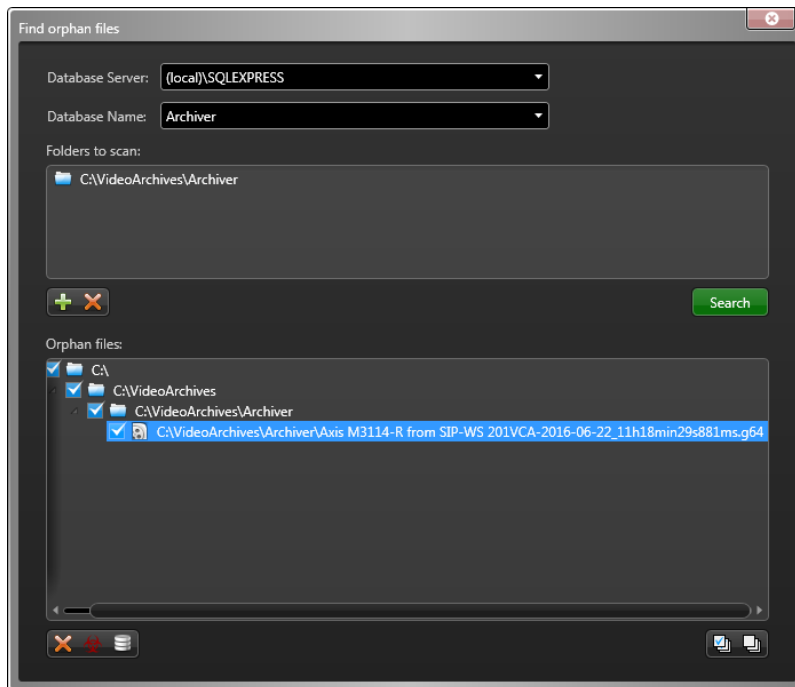 Find orphan files
Database Server: (local)\SQLEXPRESS
Database Name: Archiver
Folders to scan:
C:\VideoArchives\Archiver
Search
Orphan files:
C:\
C:\VideoArchives
C:\VideoArchives\Archiver
C:\VideoArchives\Archiver\Axis M3114-R from SIP-WS 201VCA-2016-06-22_11h18min29s881ms.g64